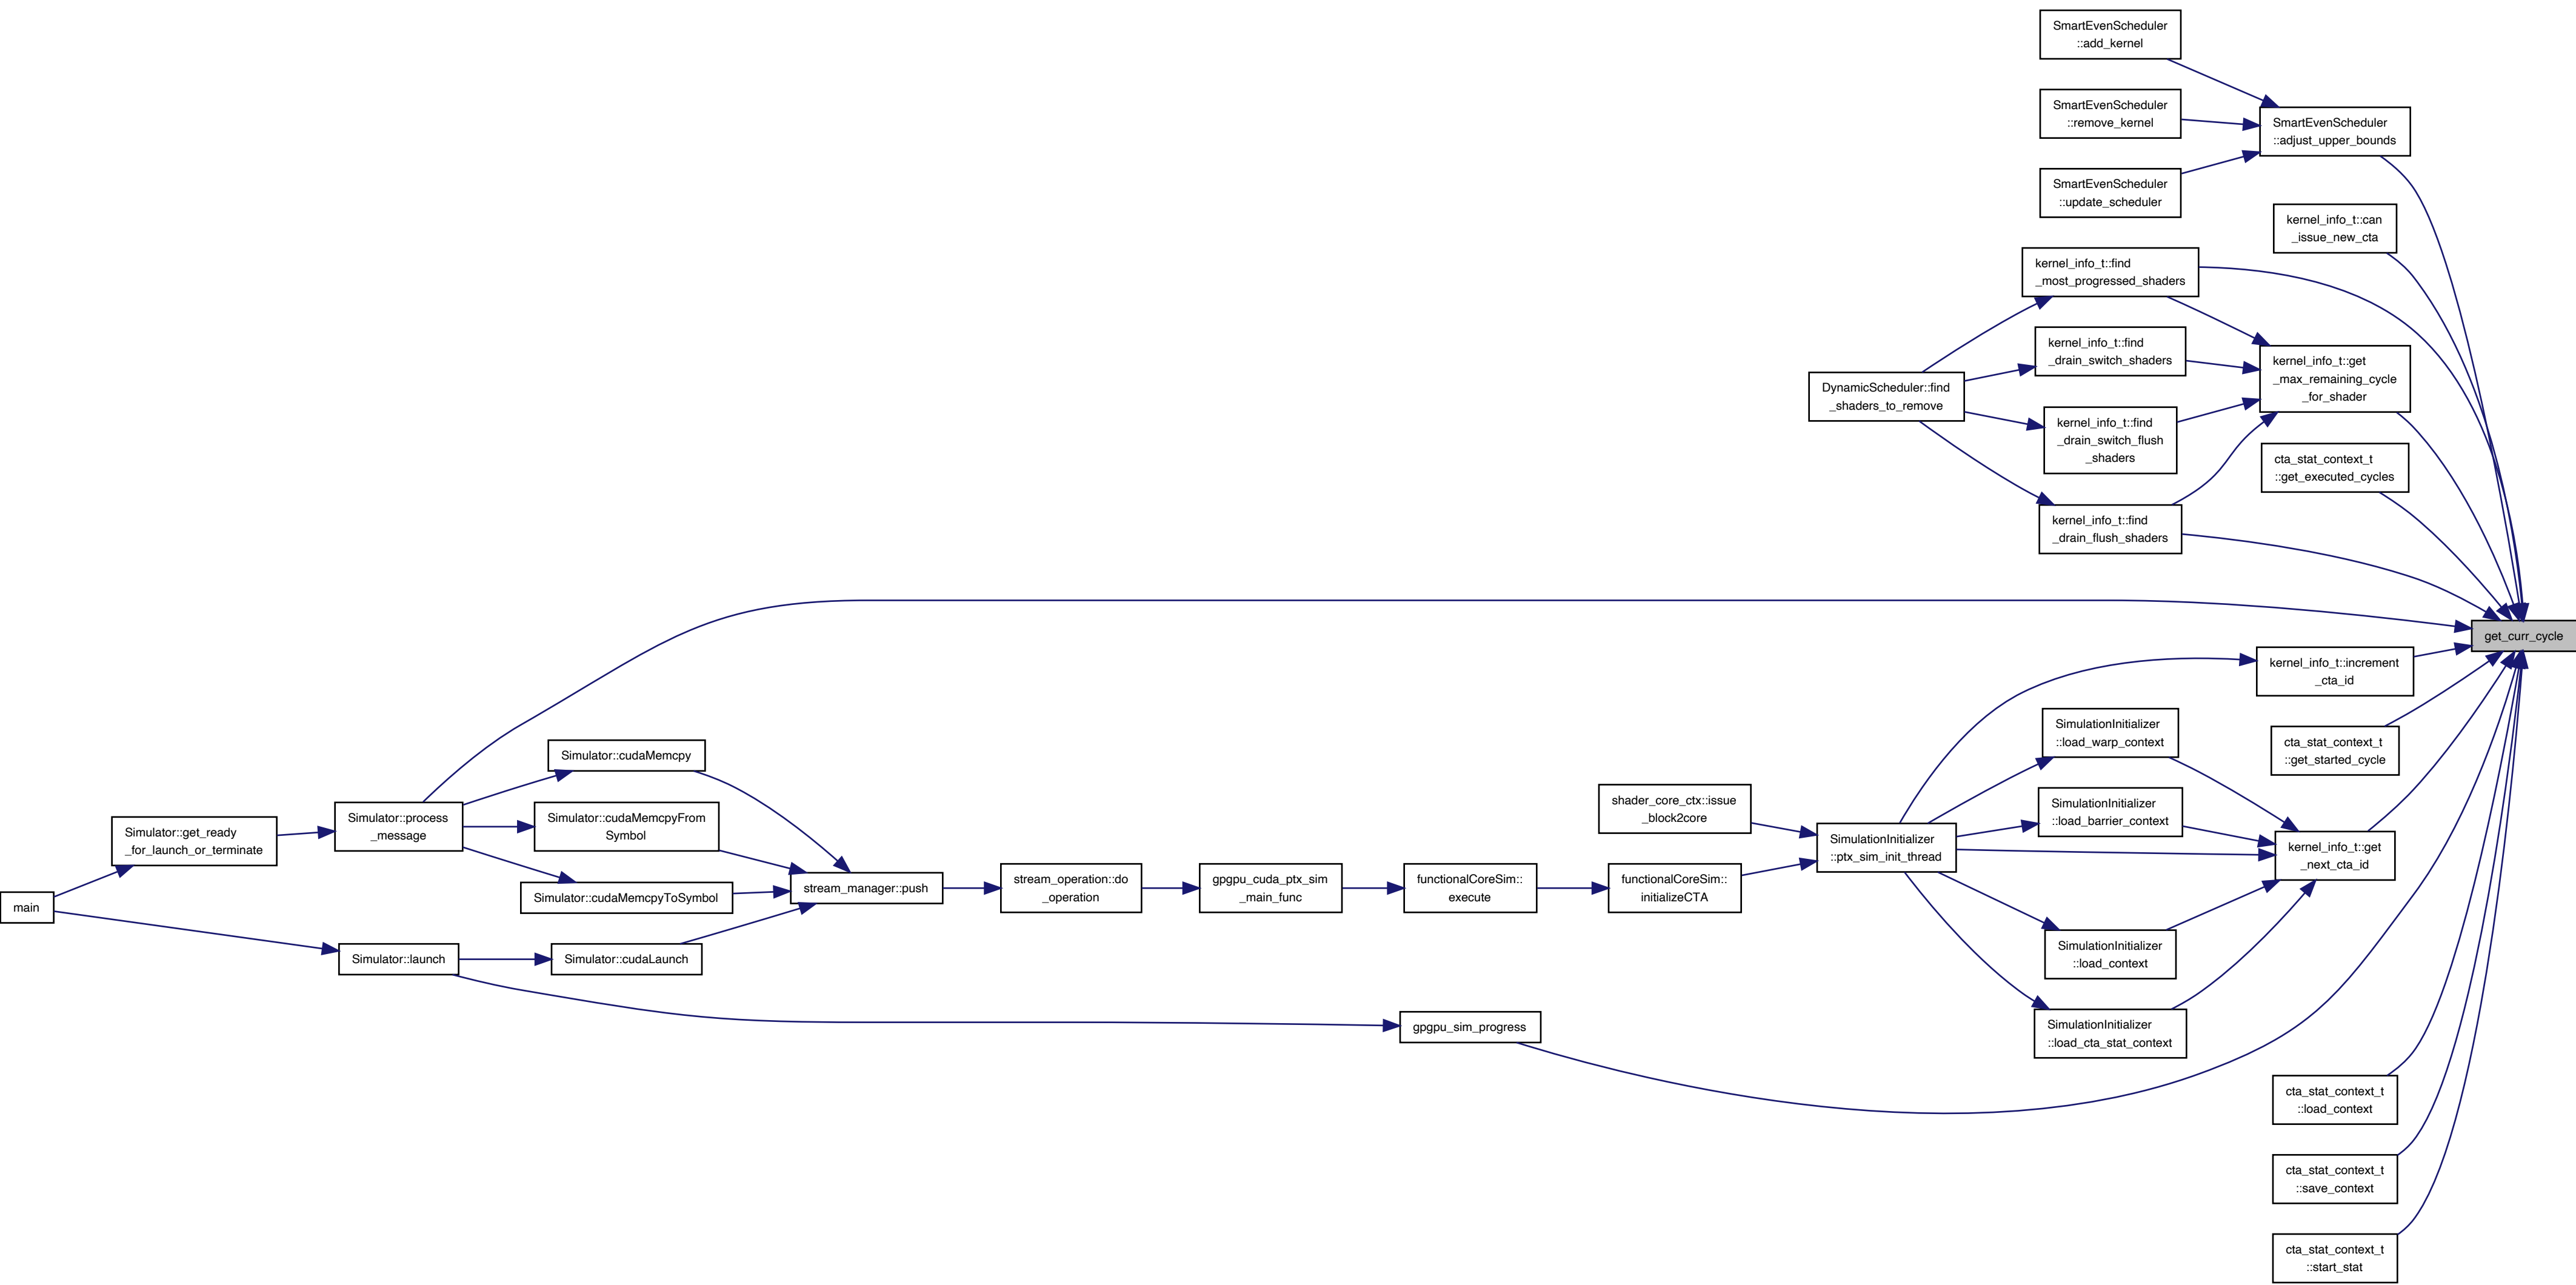 SmartEvenScheduler
::add_kernel
SmartEvenScheduler
::remove_kernel
SmartEvenScheduler
::adjust_upper_bounds
SmartEvenScheduler
::update_scheduler
kernel_info_t::can
_issue_new_cta
kernel_info_t::find
_most_progressed_shaders
kernel_info_t::find
_drain_switch_shaders
kernel_info_t::get
_max_remaining_cycle
_for_shader
DynamicScheduler::find
_shaders_to_remove
kernel_info_t::find
_drain_switch_flush
_shaders
cta_stat_context_t
::get_executed_cycles
kernel_info_t::find
_drain_flush_shaders
get_curr_cycle
kernel_info_t::increment
_cta_id
SimulationInitializer
::load_warp_context
cta_stat_context_t
::get_started_cycle
Simulator::cudaMemcpy
shader_core_ctx::issue
_block2core
SimulationInitializer
::load_barrier_context
Simulator::process
_message
Simulator::cudaMemcpyFrom
Symbol
Simulator::get_ready
_for_launch_or_terminate
SimulationInitializer
::ptx_sim_init_thread
kernel_info_t::get
_next_cta_id
main
Simulator::cudaMemcpyToSymbol
stream_manager::push
stream_operation::do
_operation
gpgpu_cuda_ptx_sim
_main_func
functionalCoreSim::
execute
functionalCoreSim::
initializeCTA
Simulator::launch
Simulator::cudaLaunch
SimulationInitializer
::load_context
gpgpu_sim_progress
SimulationInitializer
::load_cta_stat_context
cta_stat_context_t
::load_context
cta_stat_context_t
::save_context
cta_stat_context_t
::start_stat